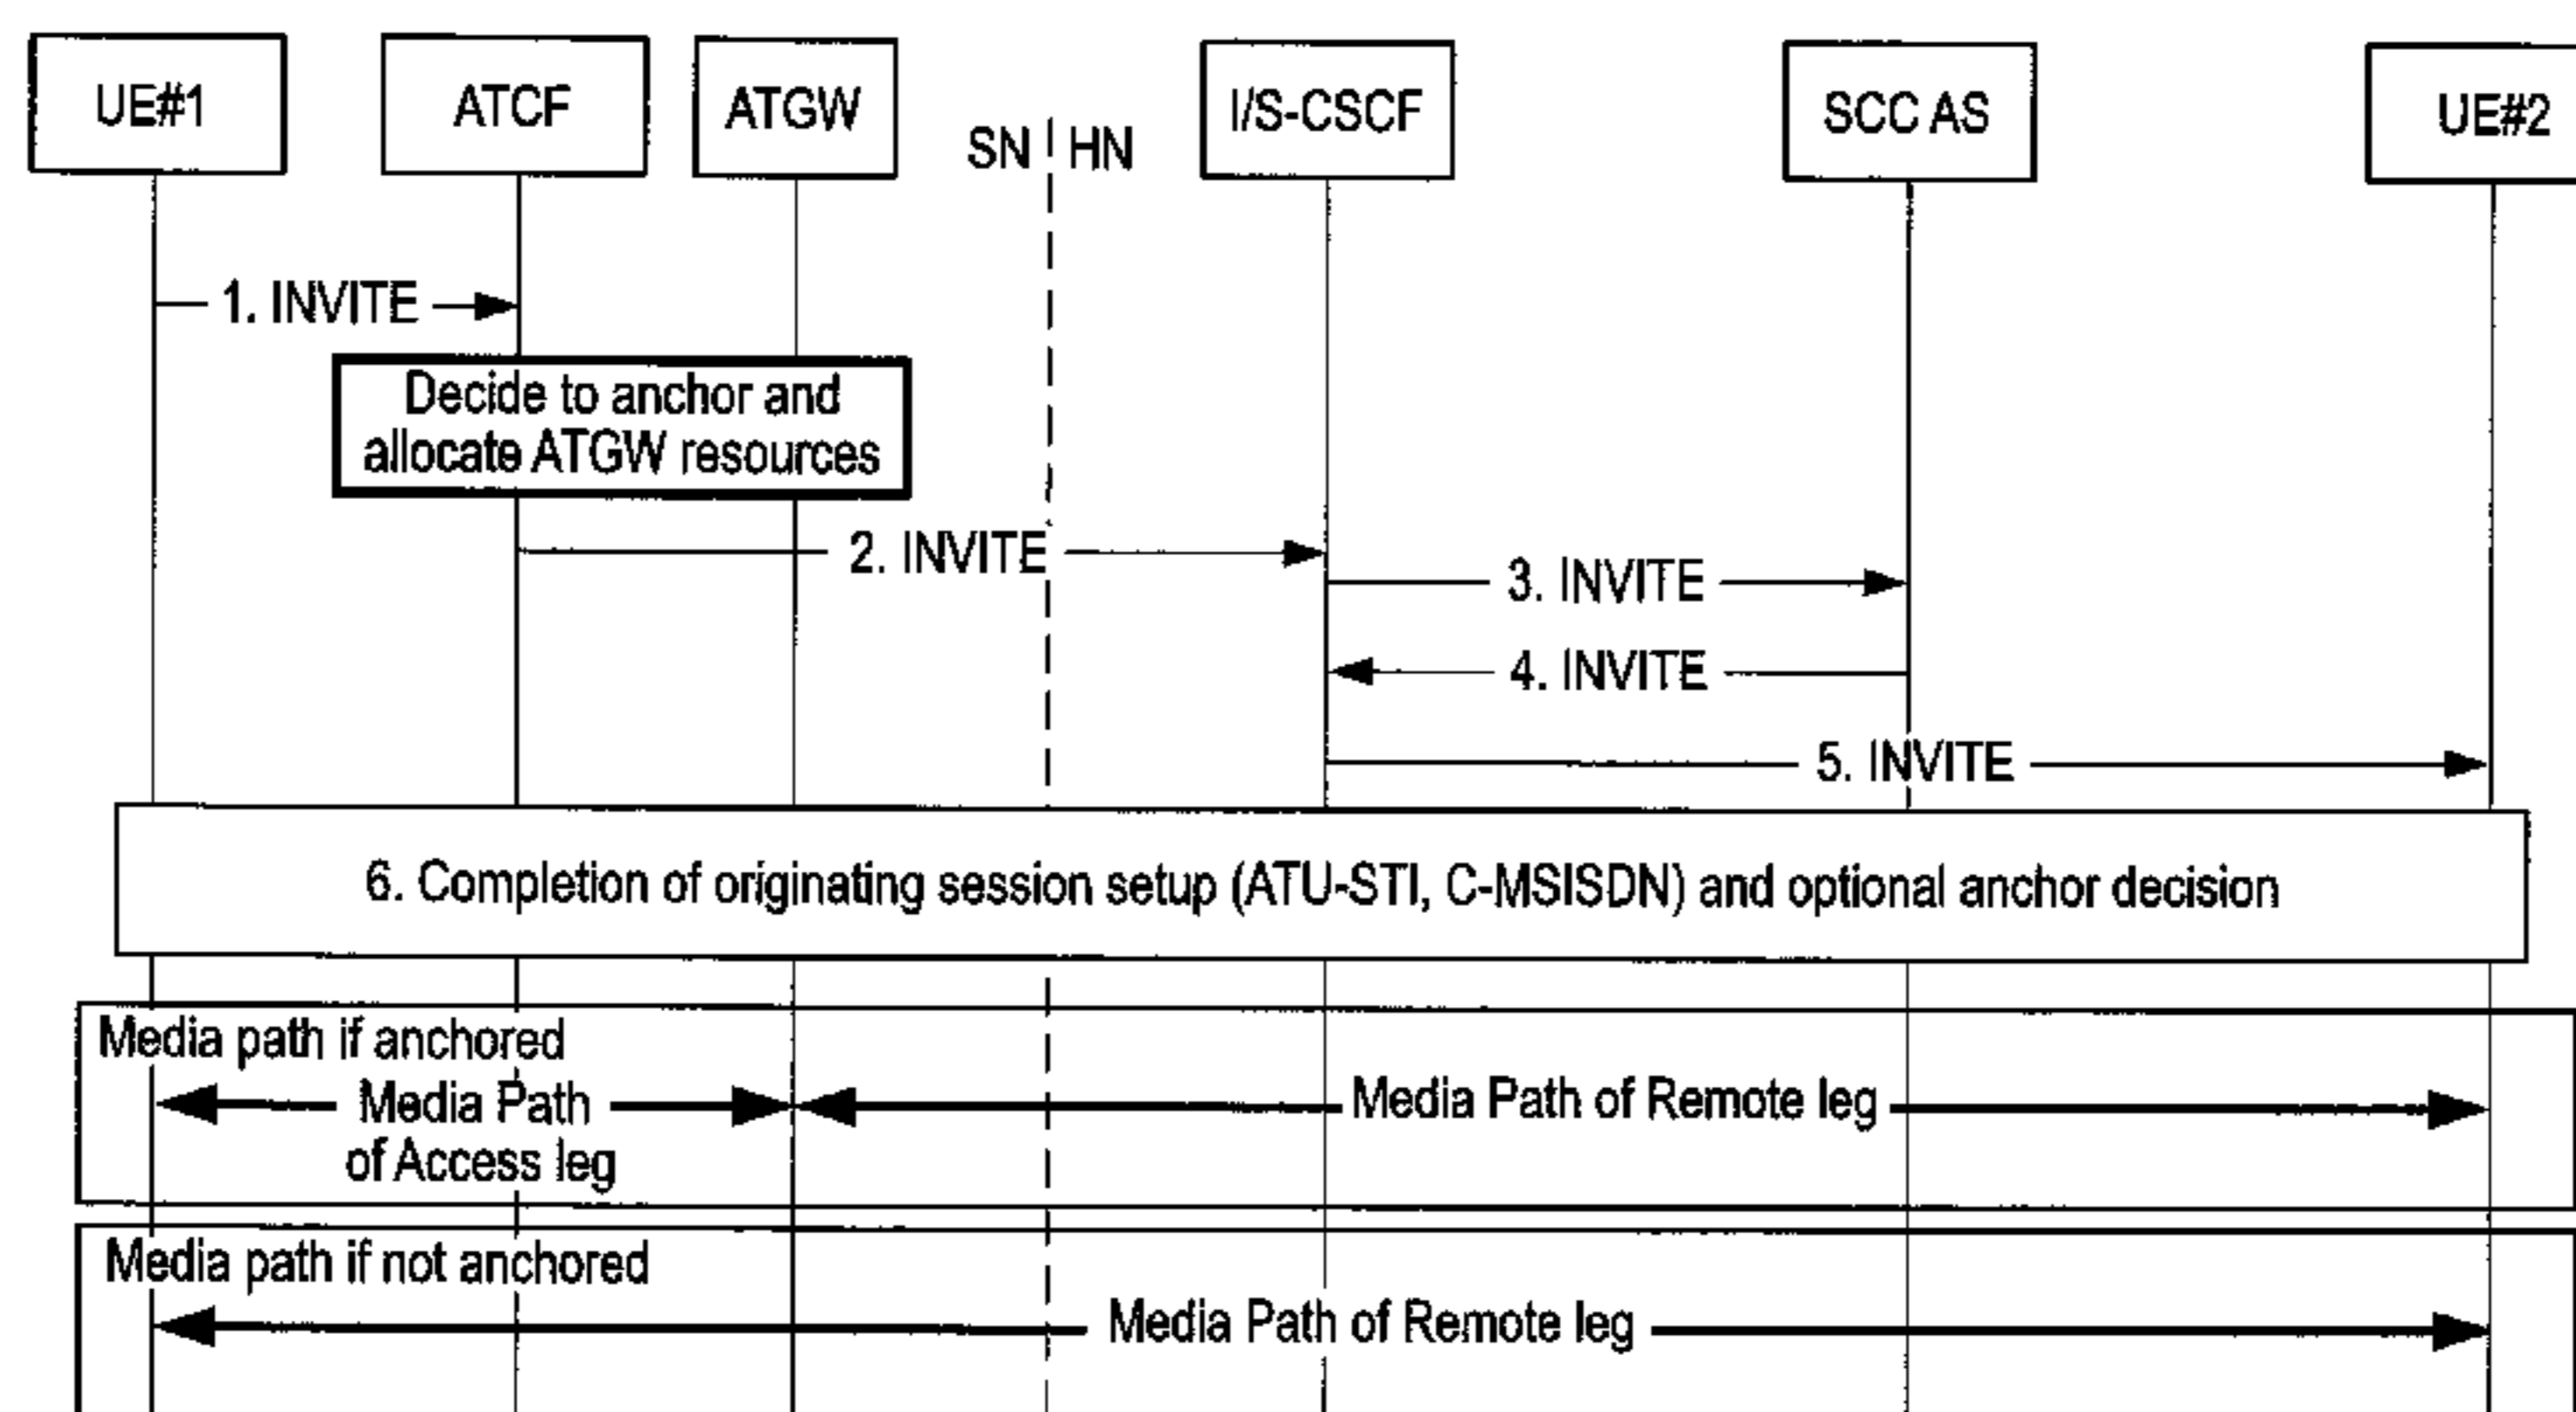 UE#1
ATCF
ATGW
SN
HN
I/S-CSCF
SCC AS
UE#2
1. INVITE
Decide to anchor and
allocate ATGW resources
2. INVITE
3. INVITE
4. INVITE
5. INVITE
6. Completion of originating session setup (ATU-STI, C-MSISDN) and optional anchor decision
Media path if anchored
Media Path
of Access leg
Media Path of Remote leg
Media path if not anchored
Media Path of Remote leg